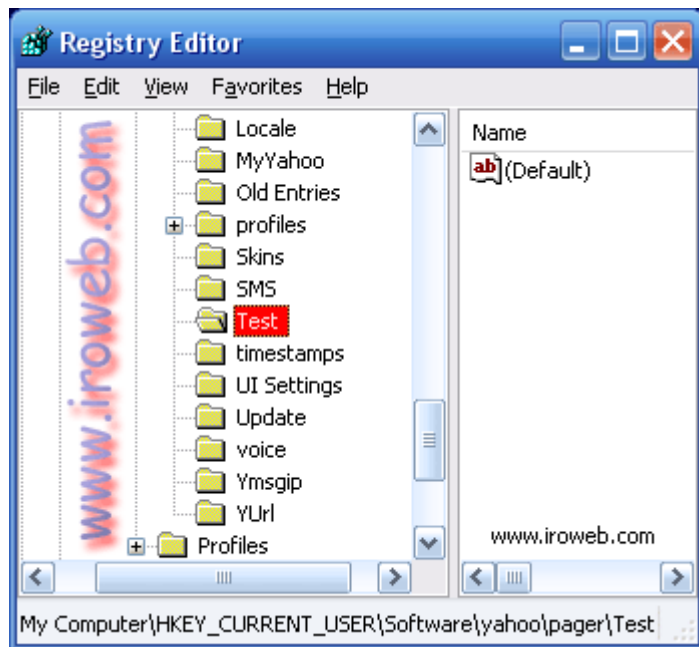 Registry Editor
File Edit View Favorites Help
Locale
MyYahoo
Old Entries
profiles
Skins
SMS
Test
timestamps
UI Settings
Update
voice
Ymsgip
YUrl
Profiles
www.iroweb.com
Name
ab (Default)
www.iroweb.com
My Computer\HKEY_CURRENT_USER\Software\yahoo\pager\Test